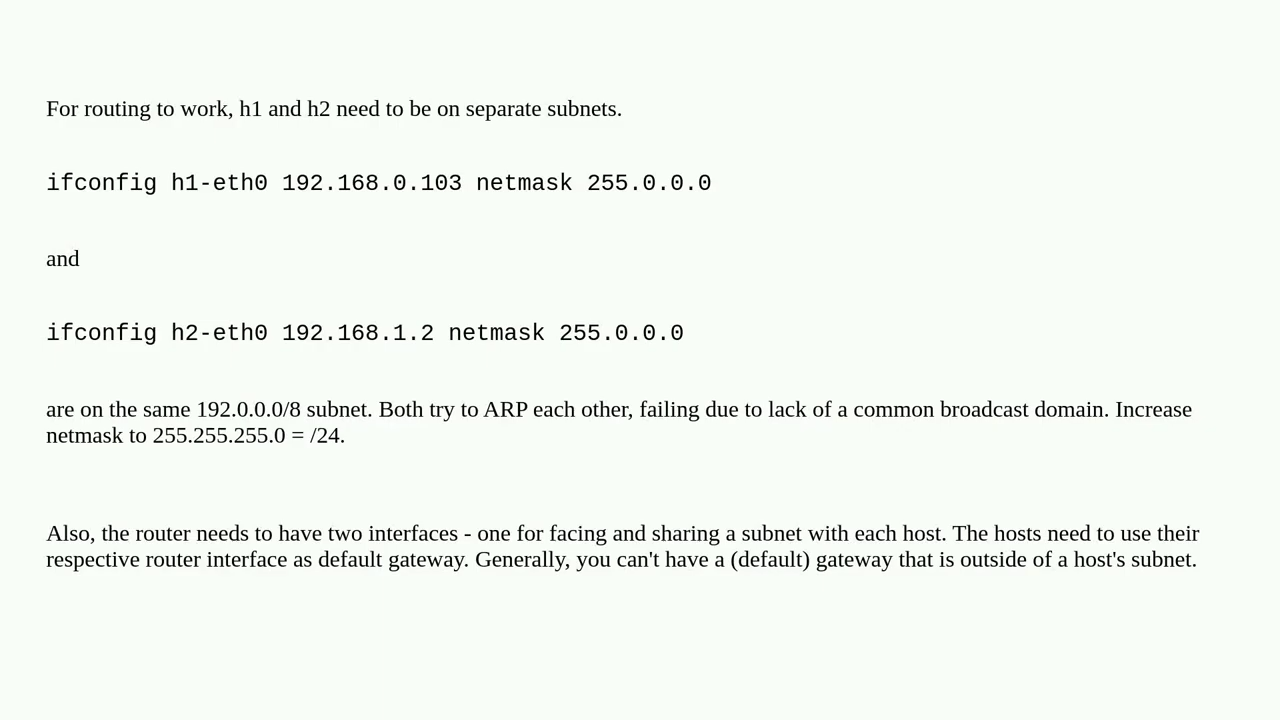 For routing to work, h1 and h2 need to be on separate subnets.
ifconfig h1-eth0 192.168.0.103 netmask 255.0.0.0
and
ifconfig h2-eth0 192.168.1.2 netmask 255.0.0.0
are on the same 192.0.0.0/8 subnet. Both try to ARP each other, failing due to lack of a common broadcast domain. Increase
netmask to 255.255.255.0 = /24.
Also, the router needs to have two interfaces - one for facing and sharing a subnet with each host. The hosts need to use their
respective router interface as default gateway. Generally, you can't have a (default) gateway that is outside of a host's subnet.